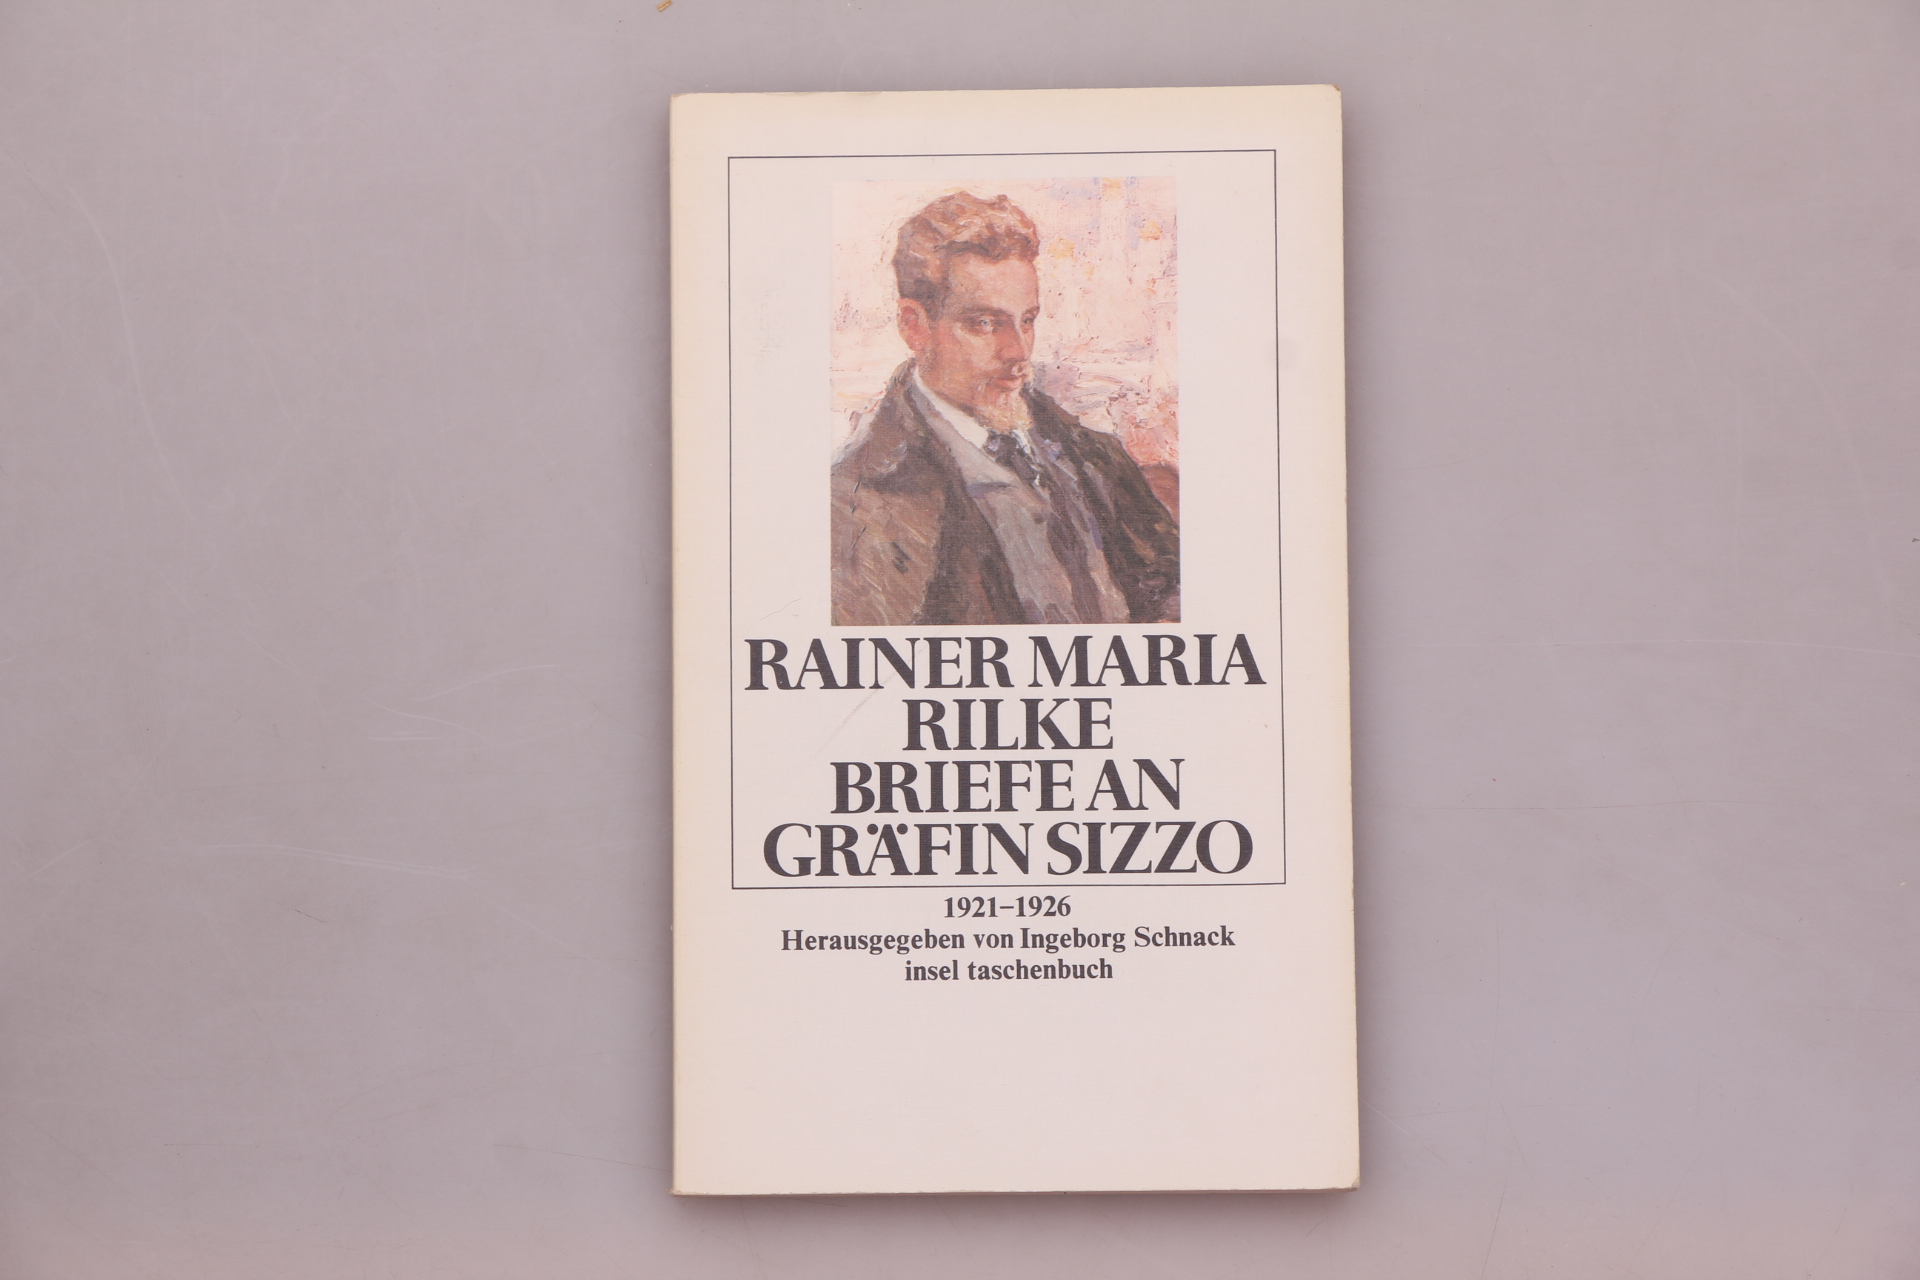 RAINER MARIA
RILKE
BRIEFE AN
GRÄFIN SIZZO
1921–1926
Herausgegeben von Ingeborg Schnack
insel taschenbuch